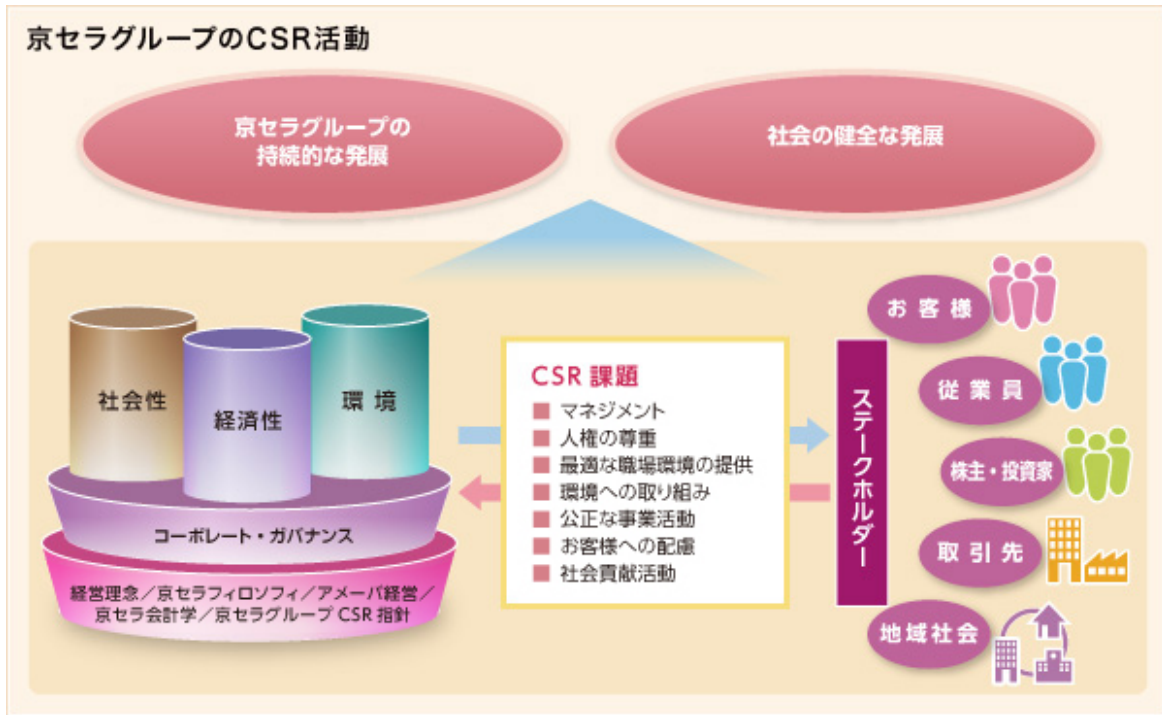 京セラグループのCSR活動
京セラグループの
持続的な発展
社会の健全な発展
社会性
経済性
環境
コーポレート・ガバナンス
経営理念／京セラフィロソフィ／アメーバ経営／
京セラ会計学／京セラグループCSR指針
CSR課題
マネジメント
人権の尊重
最適な職場環境の提供
環境への取り組み
公正な事業活動
お客様への配慮
社会貢献活動
ステークホルダー
お客様
従業員
株主・投資家
取引先
地域社会